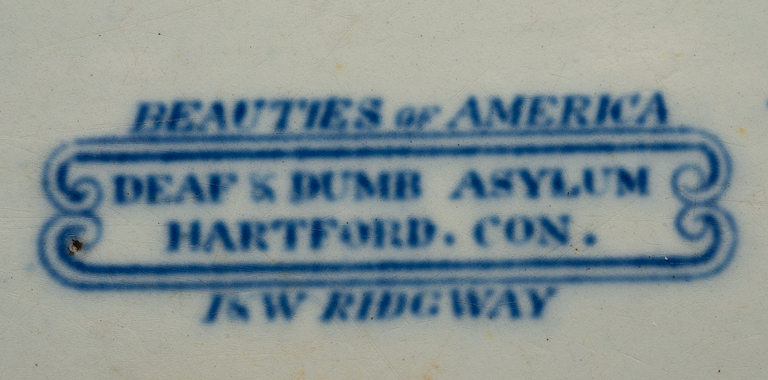 BEAUTIES OF AMERICA
DEAF & DUMB ASYLUM
HARTFORD. CON.
I & W RIDGWAY